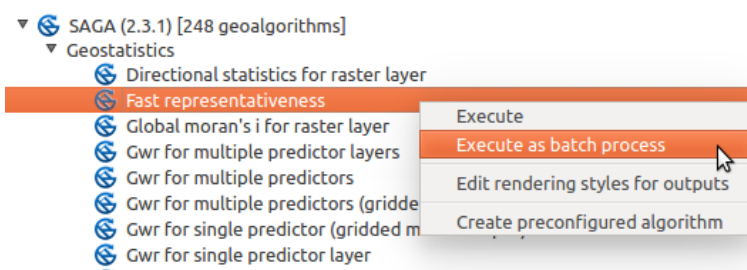 SAGA (2.3.1) [248 geoalgorithms]
Geostatistics
Directional statistics for raster layer
Fast representativeness
Global moran's i for raster layer
Gwr for multiple predictor layers
Gwr for multiple predictors
Gwr for multiple predictors (gridde
Gwr for single predictor (gridded m
Gwr for single predictor layer
Execute
Execute as batch process
Edit rendering styles for outputs
Create preconfigured algorithm